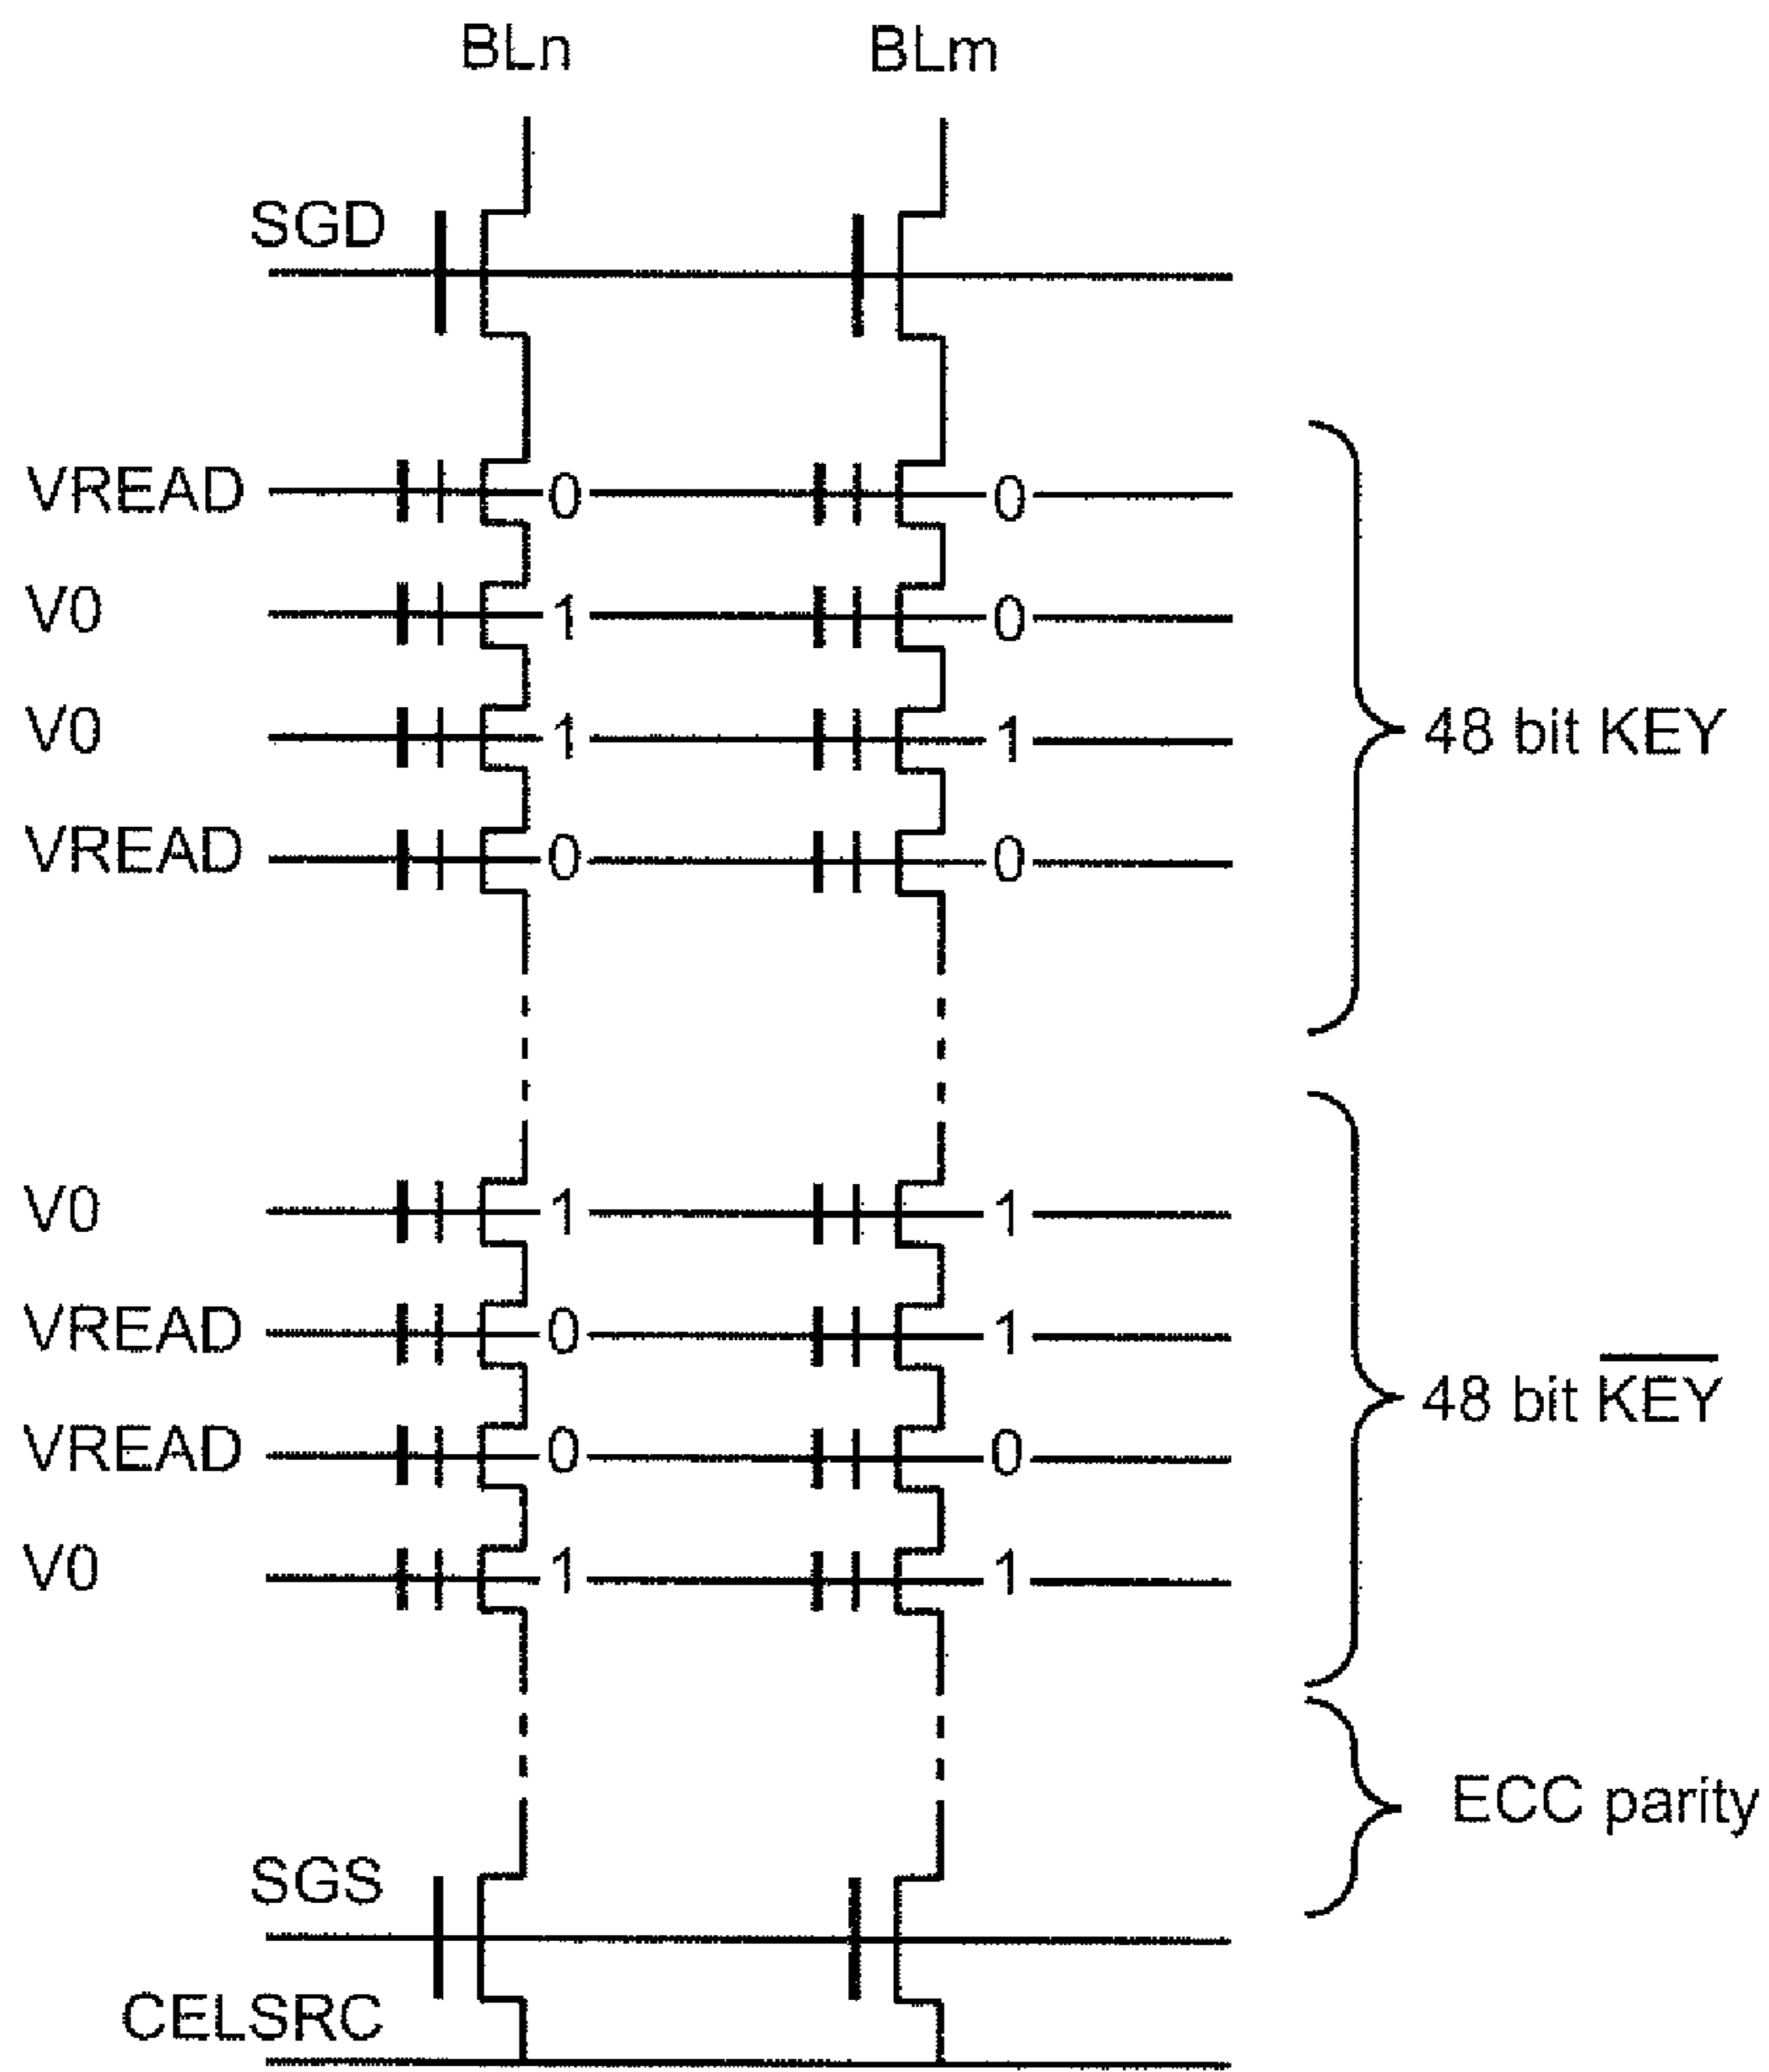 BLn BLm
SGD
VREAD 0 0
V0 1 0
V0 1 1 48 bit KEY
VREAD 0 0
V0 1 1
VREAD 0 1
48 bit K̅E̅Y̅
VREAD 0 0
V0 1 1
ECC parity
SGS
CELSRC